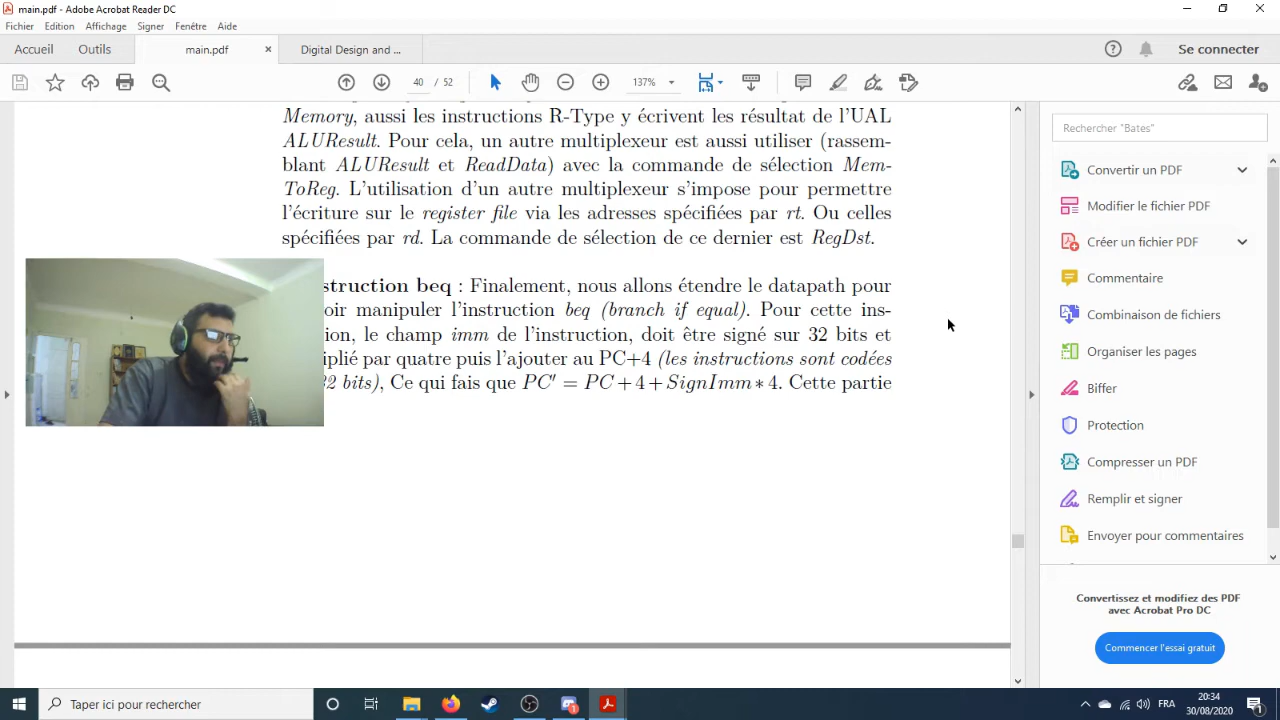 main.pdf - Adobe Acrobat Reader DC
Fichier Edition Affichage Signer Fenêtre Aide
Accueil Outils main.pdf × Digital Design and ... Se connecter
40 / 52 137%
Memory, aussi les instructions R-Type y écrivent les résultat de l'UAL
ALUResult. Pour cela, un autre multiplexeur est aussi utiliser (rassem-
blant ALUResult et ReadData) avec la commande de sélection Mem-
ToReg. L'utilisation d'un autre multiplexeur s'impose pour permettre
l'écriture sur le register file via les adresses spécifiées par rt. Ou celles
spécifiées par rd. La commande de sélection de ce dernier est RegDst.
struction beq : Finalement, nous allons étendre le datapath pour
oir manipuler l'instruction beq (branch if equal). Pour cette ins-
ion, le champ imm de l'instruction, doit être signé sur 32 bits et
plié par quatre puis l'ajouter au PC+4 (les instructions sont codées
2 bits), Ce qui fais que PC′ = PC + 4 + SignImm ∗ 4. Cette partie
Rechercher "Bates"
Convertir un PDF
Modifier le fichier PDF
Créer un fichier PDF
Commentaire
Combinaison de fichiers
Organiser les pages
Biffer
Protection
Compresser un PDF
Remplir et signer
Envoyer pour commentaires
Convertissez et modifiez des PDF
avec Acrobat Pro DC
Commencer l'essai gratuit
Taper ici pour rechercher
FRA
20:34
30/08/2020